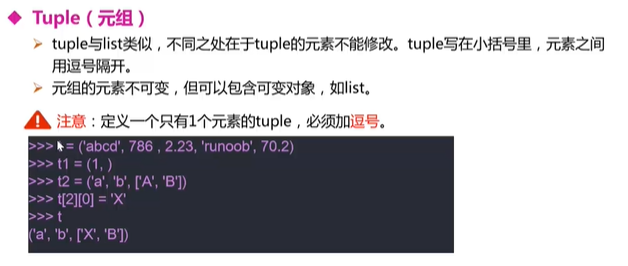 Tuple（元组）
tuple与list类似，不同之处在于tuple的元素不能修改。tuple写在小括号里，元素之间
用逗号隔开。
元组的元素不可变，但可以包含可变对象，如list。
注意：定义一个只有1个元素的tuple，必须加逗号。
>>> = ('abcd', 786 , 2.23, 'runoob', 70.2)
>>> t1 = (1, )
>>> t2 = ('a', 'b', ['A', 'B'])
>>> t[2][0] = 'X'
>>> t
('a', 'b', ['X', 'B'])